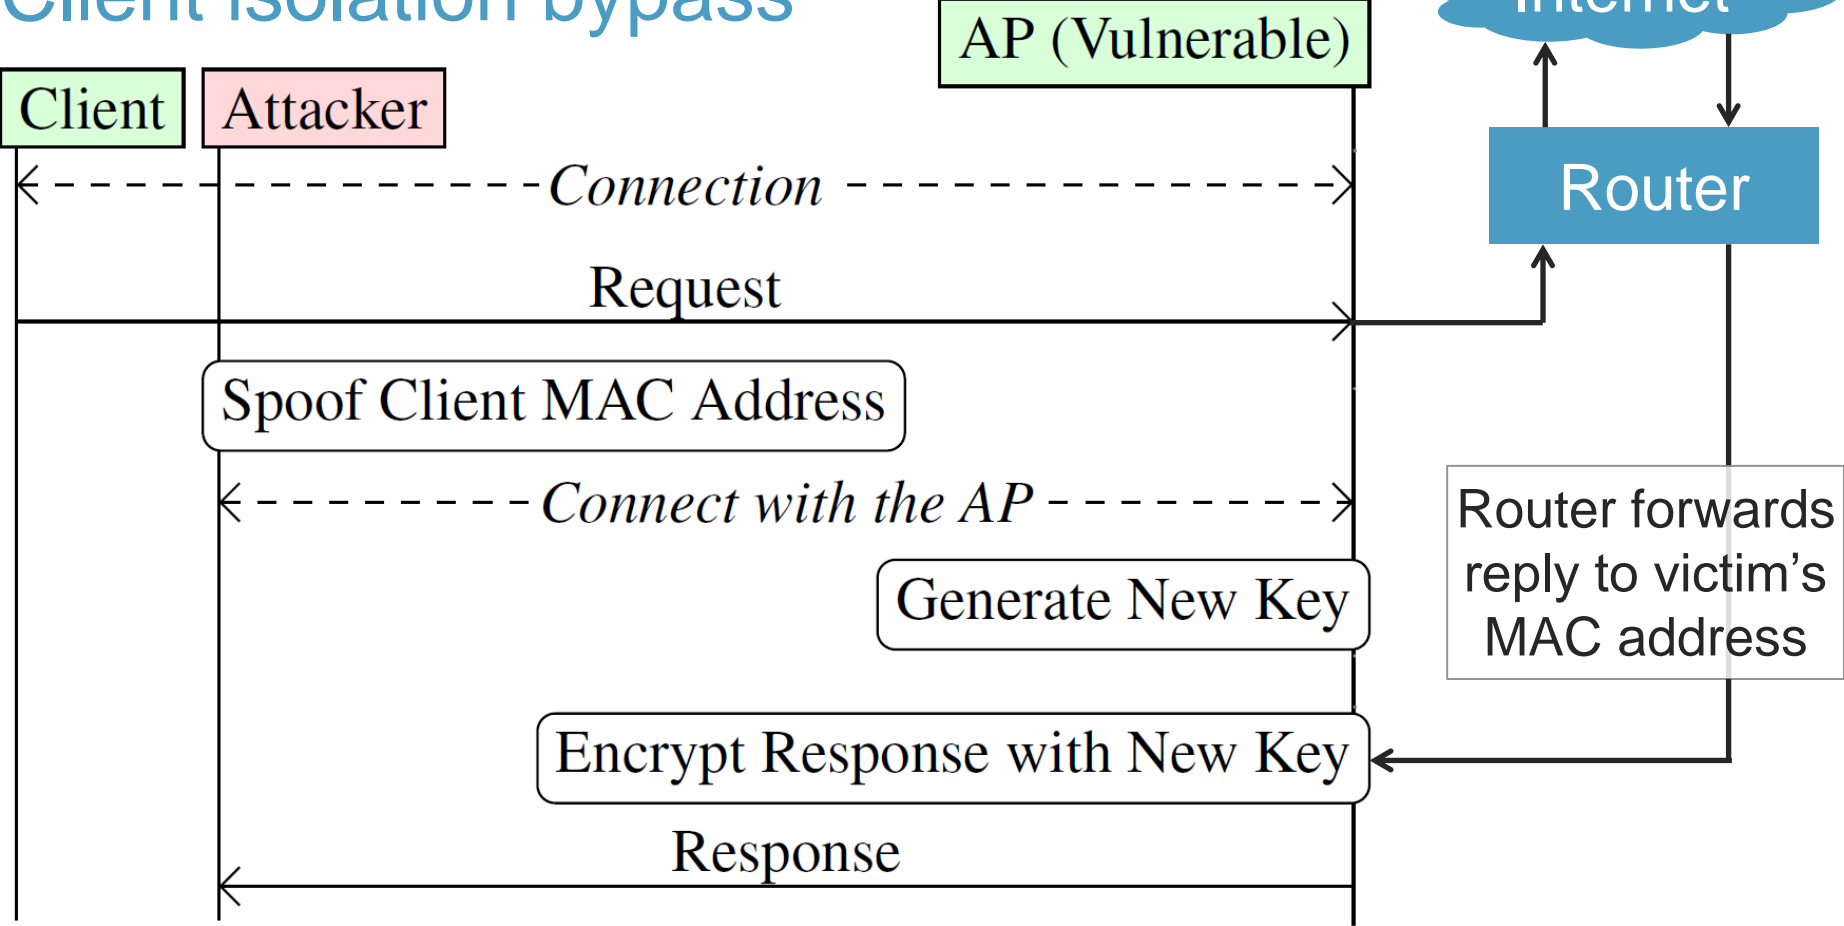 Client isolation bypass
AP (Vulnerable)
Internet
Client
Attacker
Connection
Router
Request
Spoof Client MAC Address
Connect with the AP
Router forwards
reply to victim's
MAC address
Generate New Key
Encrypt Response with New Key
Response